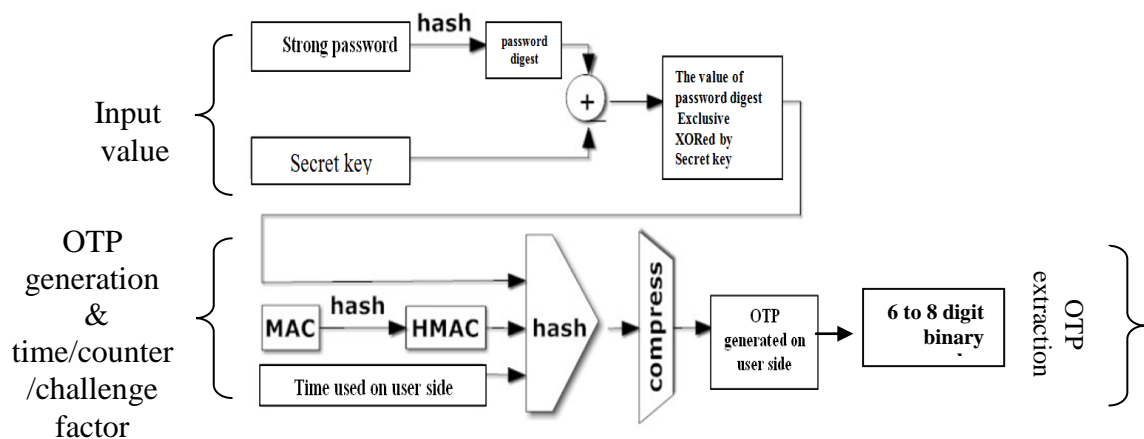 Input
value
Strong password
hash
password
digest
+
The value of
password digest
Exclusive
XORed by
Secret key
Secret key
OTP
generation
&
time/counter
/challenge
factor
MAC
hash
HMAC
Time used on user side
hash
compress
OTP
generated on
user side
6 to 8 digit
binary
OTP
extraction